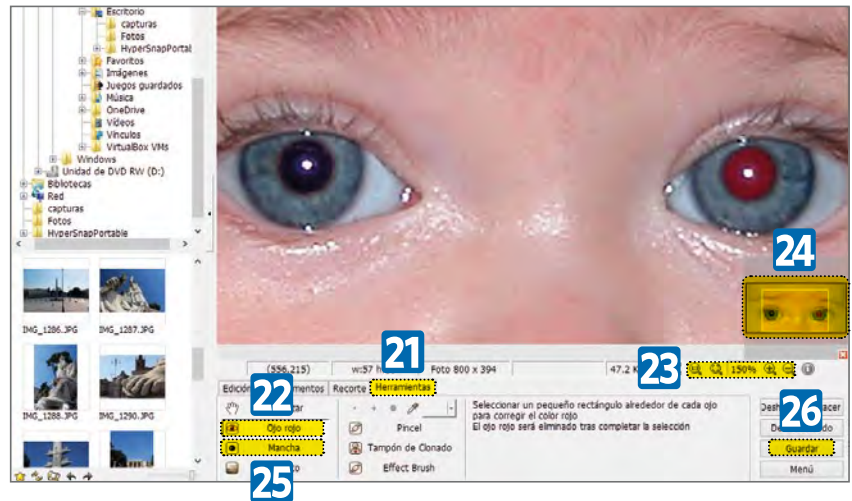 Escritorio
capturas
Fotos
HyperSnapPortal
Favoritos
Imágenes
Juegos guardados
Música
OneDrive
Vídeos
Vínculos
VirtualBox VMs
Windows
Unidad de DVD RW (D:)
Bibliotecas
Red
capturas
Fotos
HyperSnapPortable
IMG_1286.JPG IMG_1287.JPG
IMG_1288.JPG IMG_1290.JPG
24
21
23
(556,215) w:57 h Foto 800 x 394 47.2 K
150%
Recorte Herramientas
22
Ojo rojo
Mancha
25
Pincel
Tampón de Clonado
Effect Brush
Seleccionar un pequeño rectángulo alrededor de cada ojo
para corregir el color rojo
El ojo rojo será eliminado tras completar la selección
26
Guardar
Menú